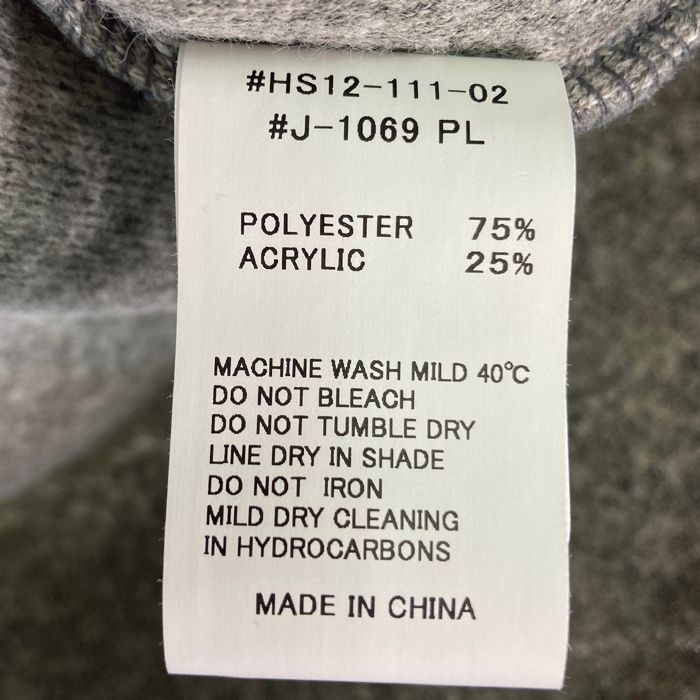 #HS12-111-02
#J-1069 PL
POLYESTER 75%
ACRYLIC 25%
MACHINE WASH MILD 40℃
DO NOT BLEACH
DO NOT TUMBLE DRY
LINE DRY IN SHADE
DO NOT IRON
MILD DRY CLEANING
IN HYDROCARBONS
MADE IN CHINA